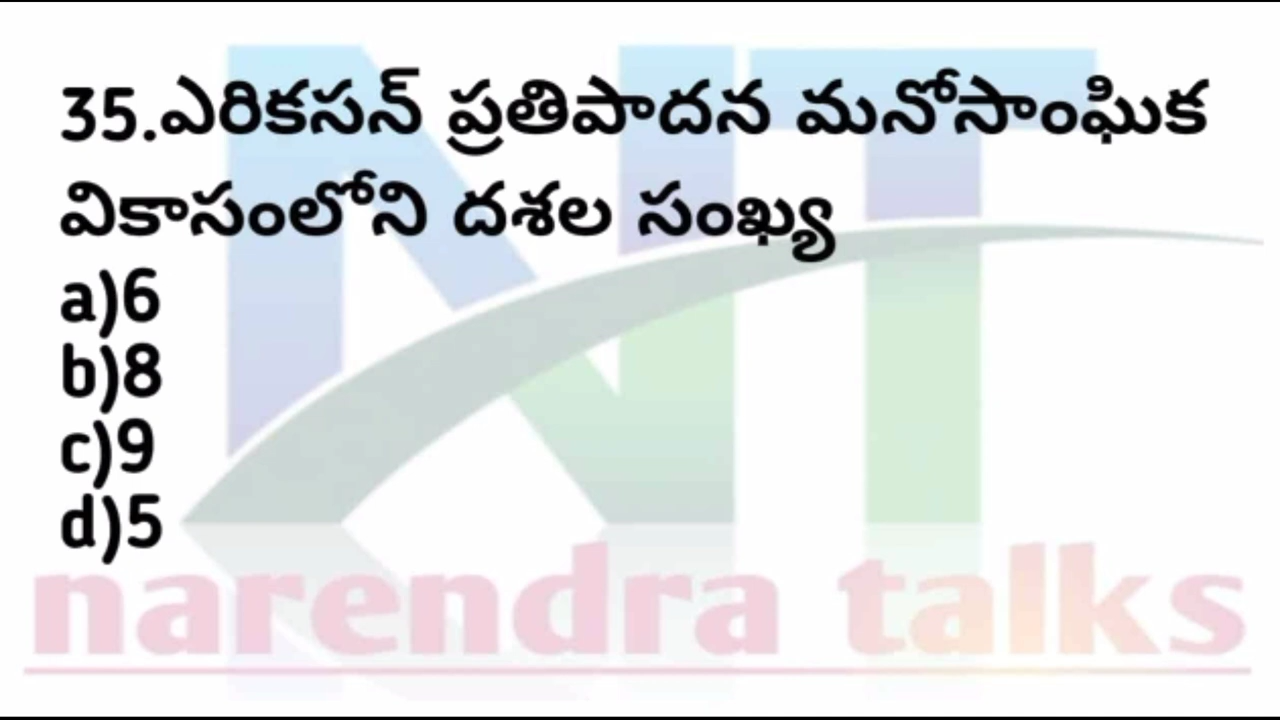 35.ఎరికసన్ ప్రతిపాదన మనోసాంఘిక
వికాసంలోని దశల సంఖ్య
a)6
b)8
c)9
d)5
narendra talks